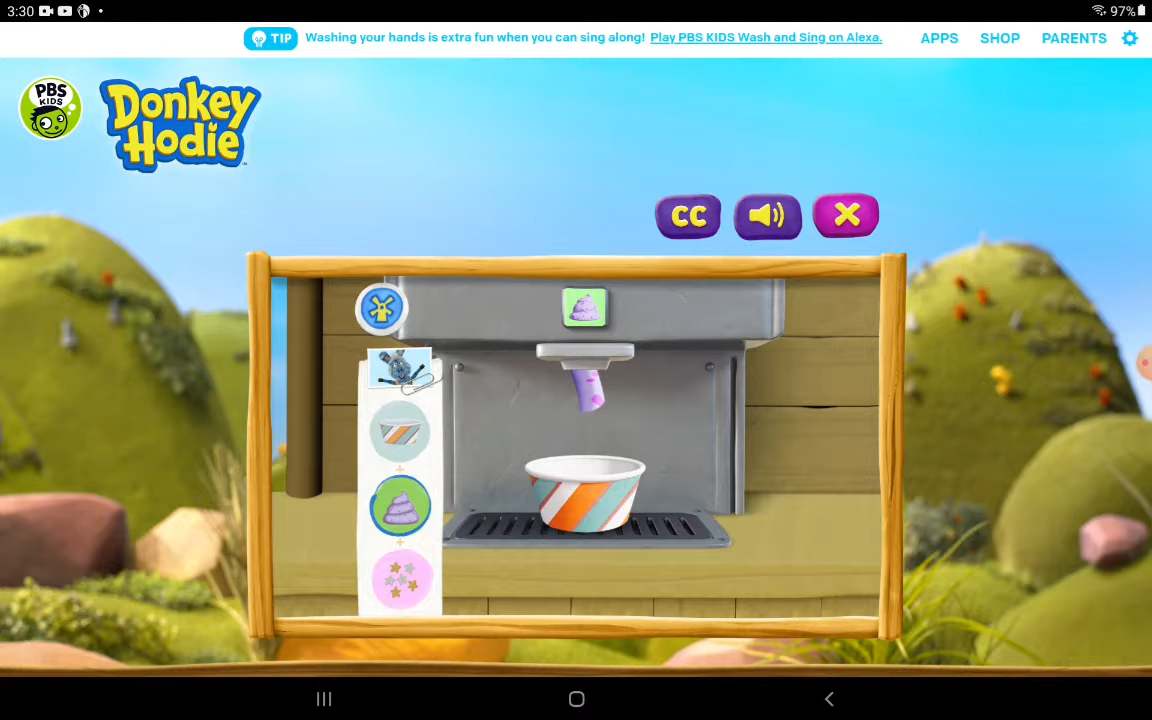 3:30
97%
TIP
Washing your hands is extra fun when you can sing along! Play PBS KIDS Wash and Sing on Alexa.
APPS SHOP PARENTS
PBS
KIDS
Donkey
Hodie
CC